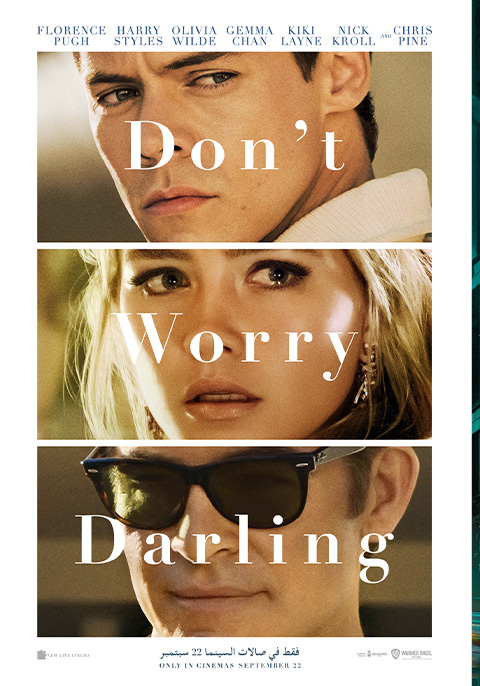 FLORENCE HARRY OLIVIA GEMMA KIKI NICK AND CHRIS
PUGH STYLES WILDE CHAN LAYNE KROLL PINE
Don't
Worry
Darling
فقط في صالات السينما 22 سبتمبر
NEW LINE CINEMA
WARNER BROS.
ONLY IN CINEMAS SEPTEMBER 22